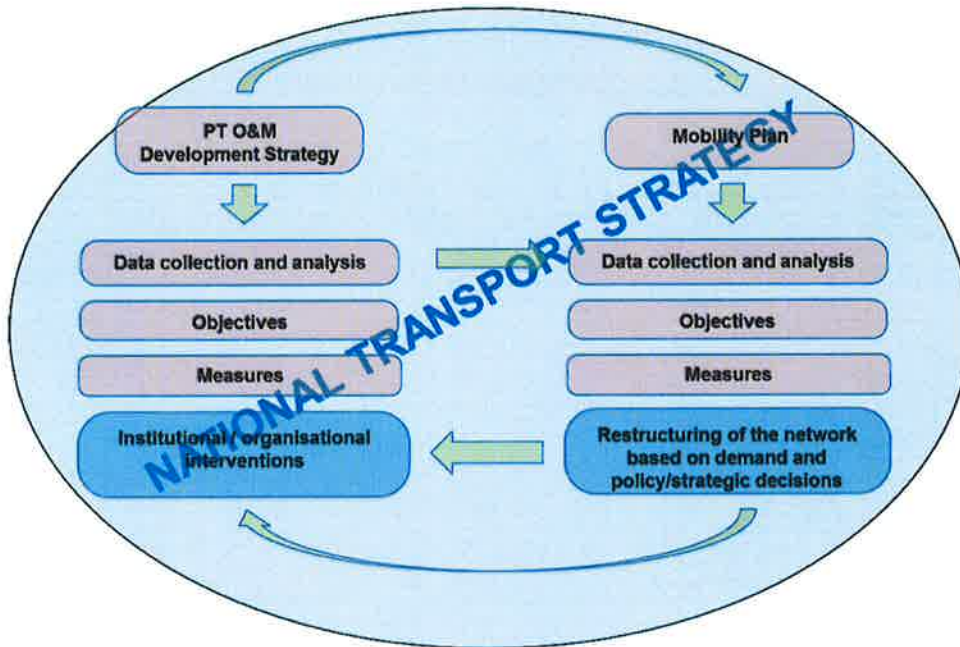 PT O&M
Development Strategy
Mobility Plan
NATIONAL TRANSPORT STRATEGY
Data collection and analysis
Data collection and analysis
Objectives
Objectives
Measures
Measures
Institutional / organisational
interventions
Restructuring of the network
based on demand and
policy/strategic decisions